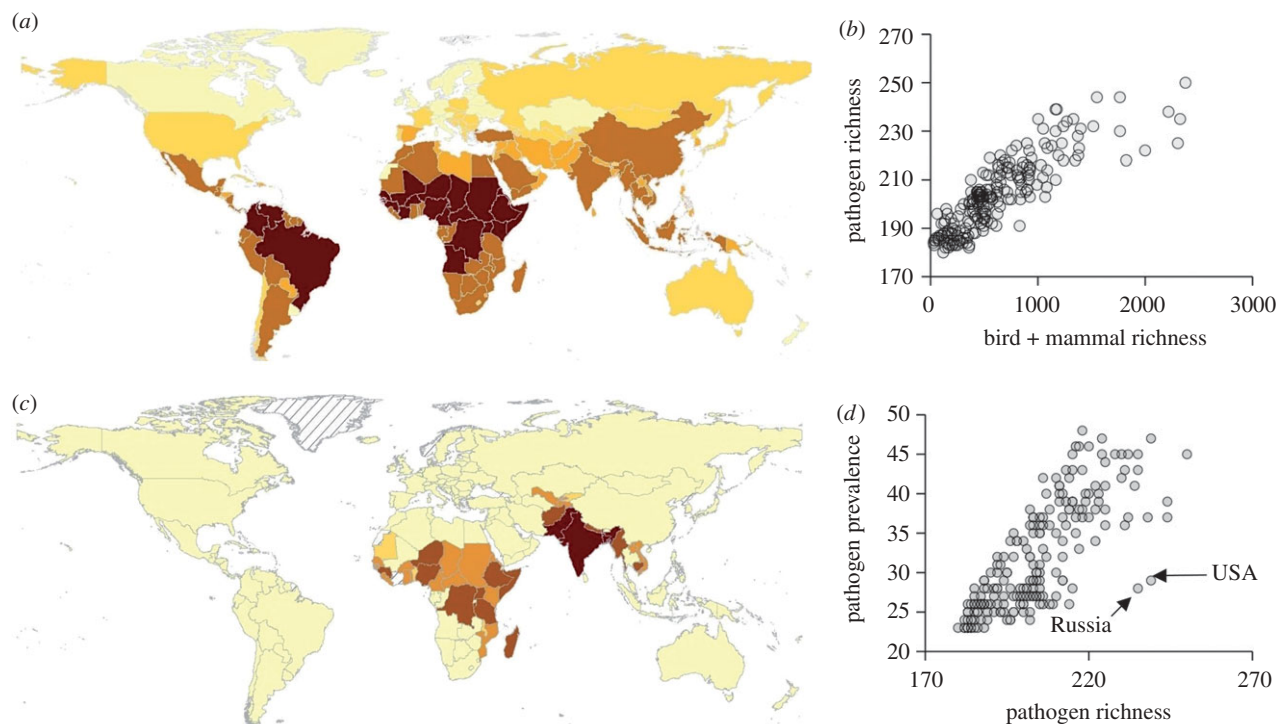 (a)
(b)
270
250
230
210
190
170
pathogen richness
0
1000
2000
3000
bird + mammal richness
(c)
(d)
50
45
40
35
30
25
20
pathogen prevalence
USA
Russia
170
220
270
pathogen richness